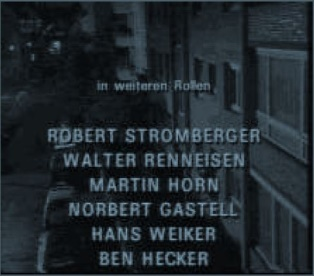 in weiteren Rollen
ROBERT STROMBERGER
WALTER RENNEISEN
MARTIN HORN
NORBERT GASTELL
HANS WEIKER
BEN HECKER